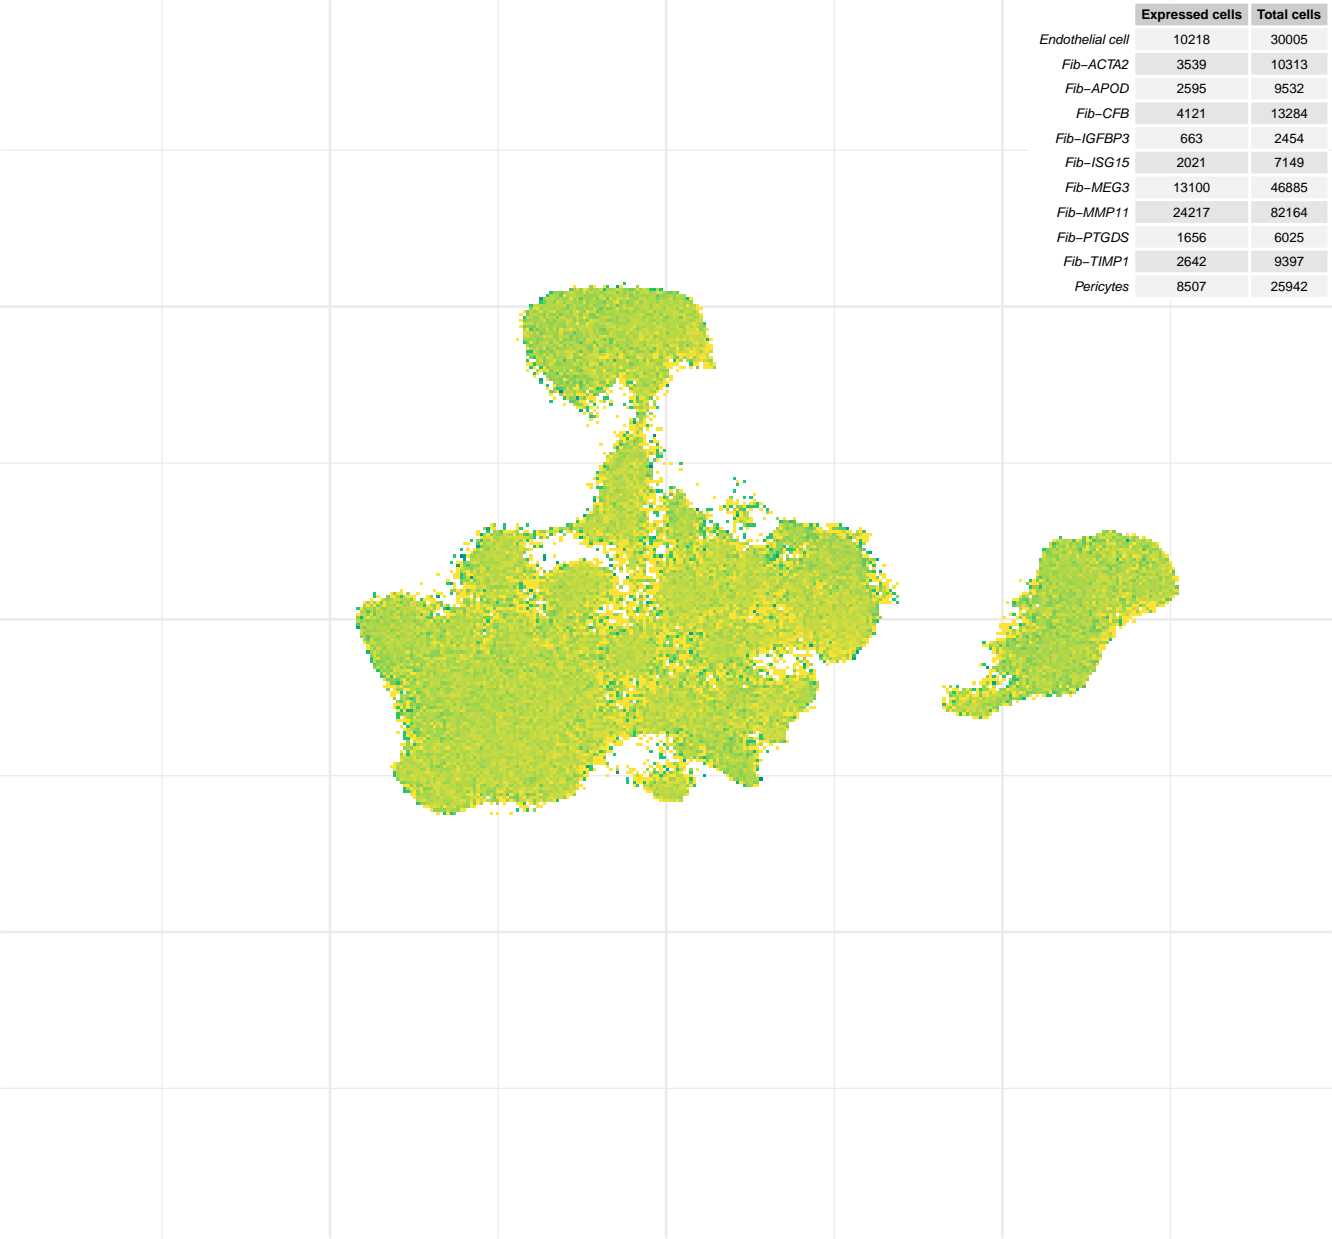 Expressed cells Total cells
Endothelial cell 10218 30005
Fib−ACTA2 3539 10313
Fib−APOD 2595 9532
Fib−CFB 4121 13284
Fib−IGFBP3 663 2454
Fib−ISG15 2021 7149
Fib−MEG3 13100 46885
Fib−MMP11 24217 82164
Fib−PTGDS 1656 6025
Fib−TIMP1 2642 9397
Pericytes 8507 25942